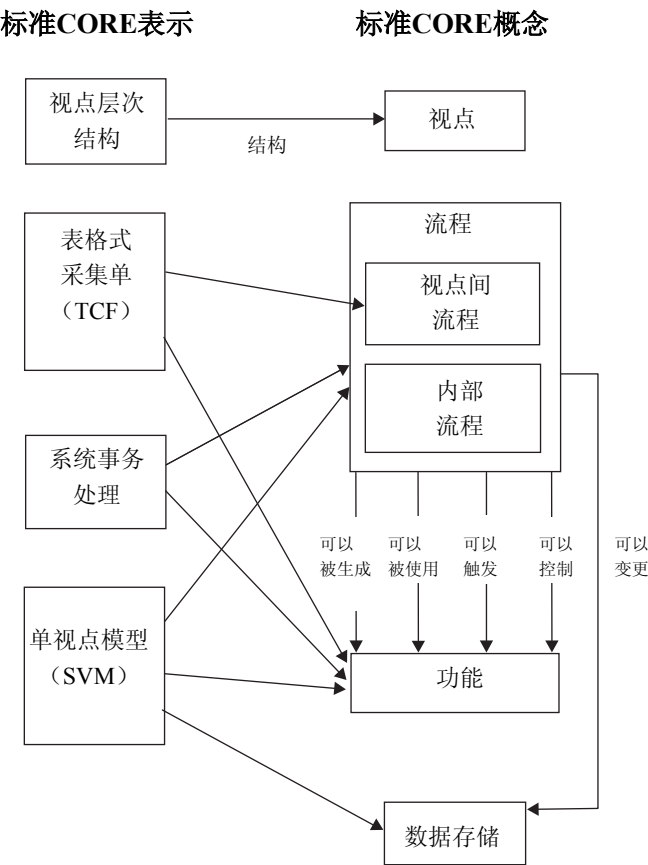 标准CORE表示
标准CORE概念
视点层次
结构
结构
视点
表格式
采集单
（TCF）
流程
视点间
流程
内部
流程
系统事务
处理
可以
被生成
可以
被使用
可以
触发
可以
控制
可以
变更
单视点模型
（SVM）
功能
数据存储